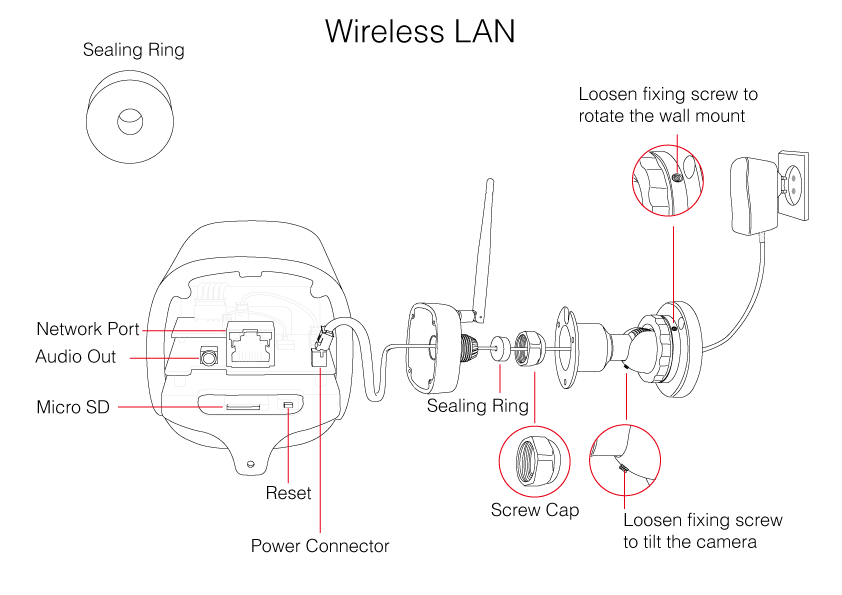 Wireless LAN
Sealing Ring
Loosen fixing screw to
rotate the wall mount
Network Port
Audio Out
Micro SD
Sealing Ring
Reset
Screw Cap
Power Connector
Loosen fixing screw
to tilt the camera